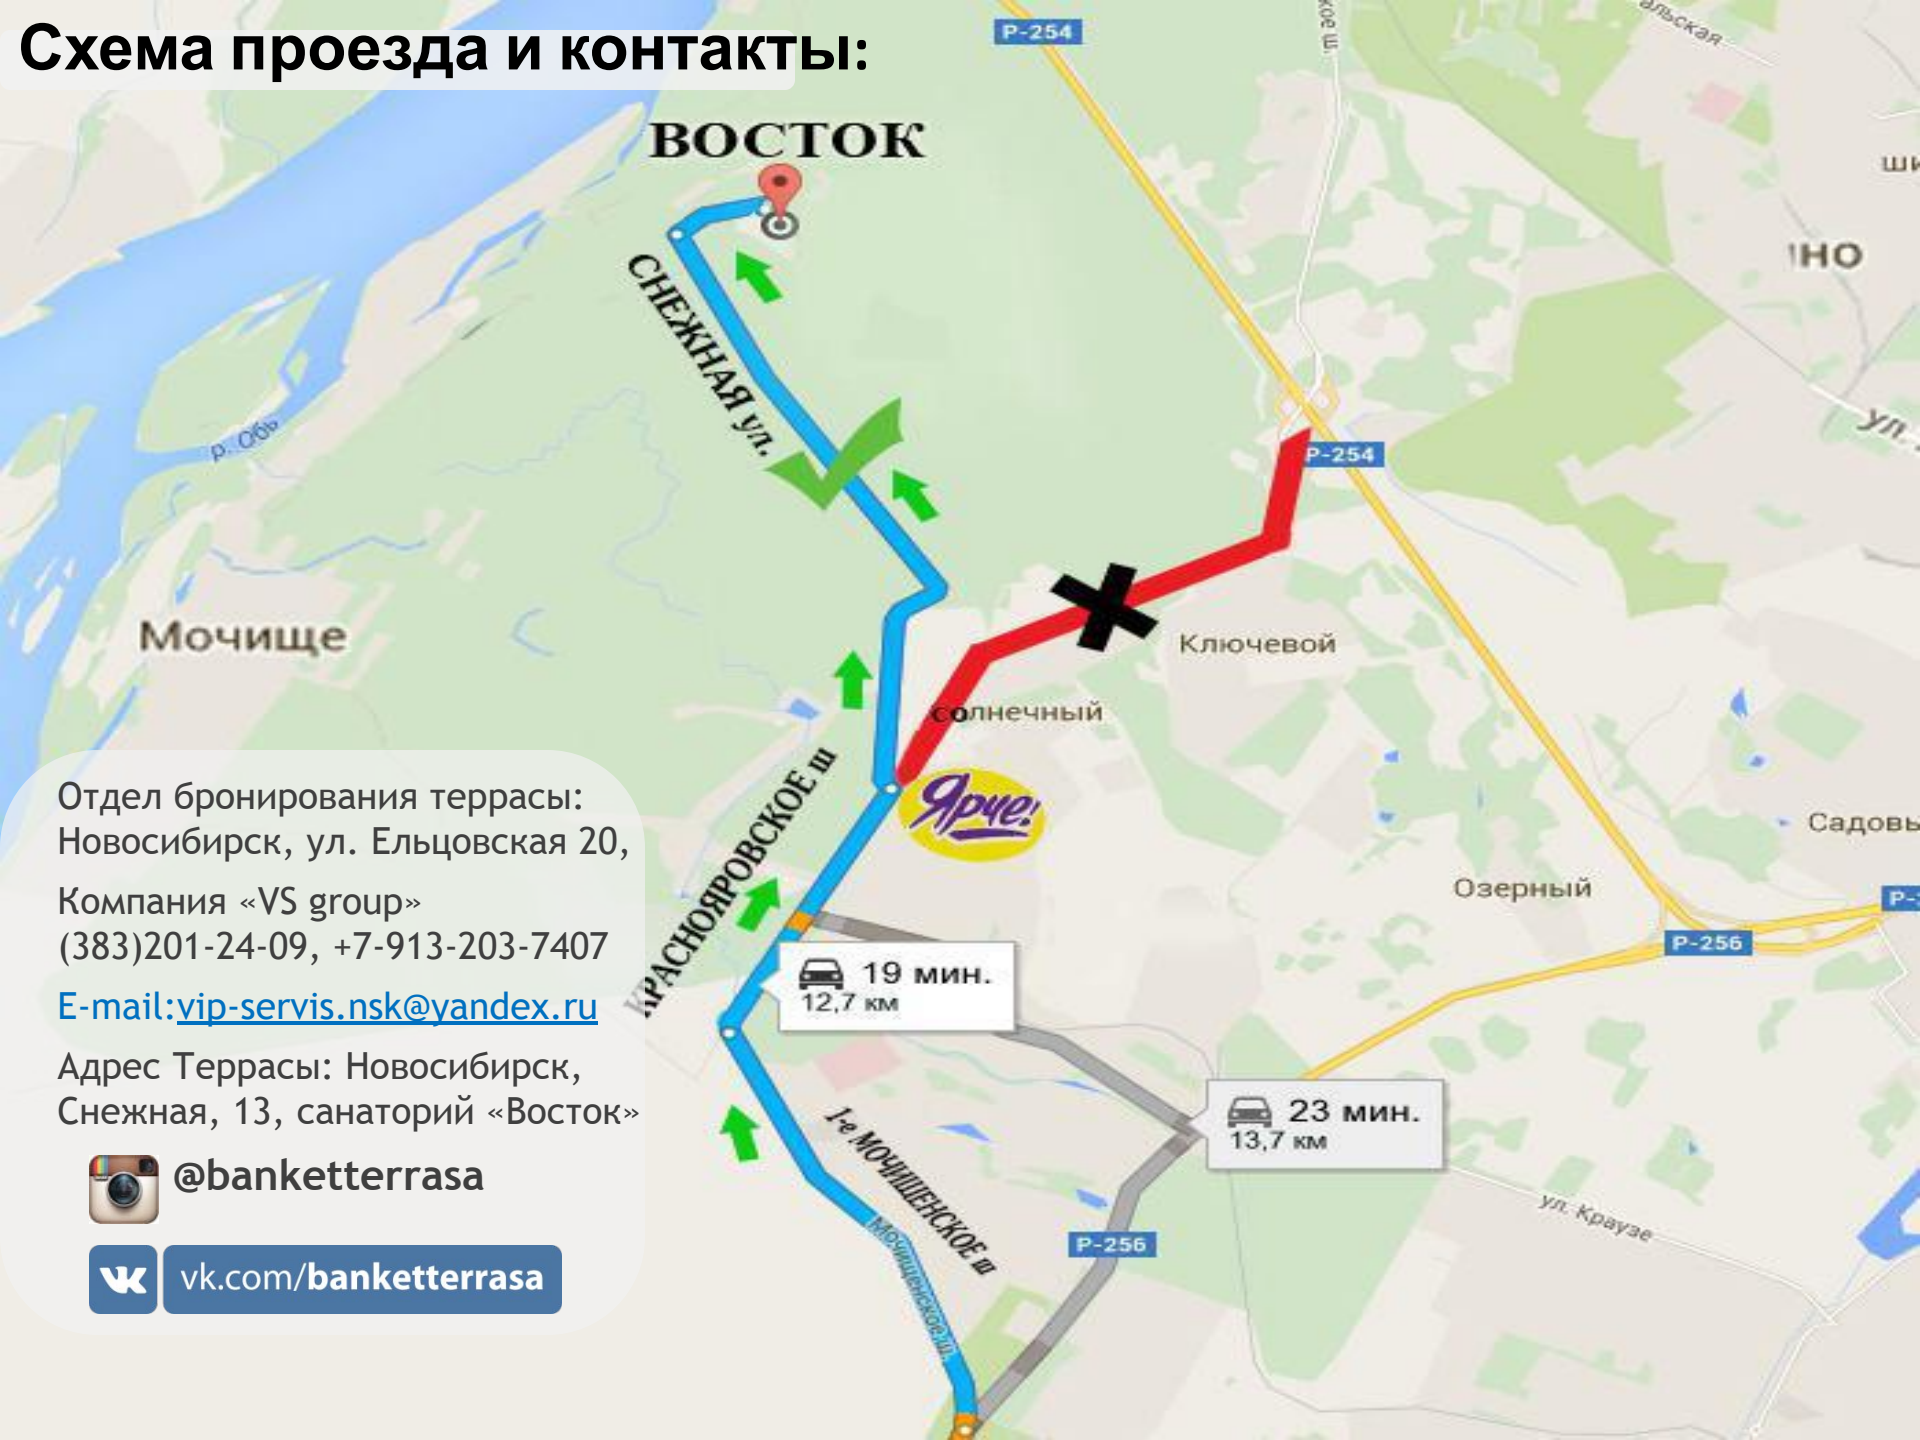 Схема проезда и контакты:
Р-254
ВОСТОК
СНЕЖНАЯ ул.
р. Обь
Р-254
Мочище
Ключевой
солнечный
Ярче!
КРАСНОЯРОВСКОЕ ш
Садовы
Озерный
Р-256
19 мин.
12,7 км
23 мин.
13,7 км
1-е МОЧИЩЕНСКОЕ ш
Мочищенское ш.
Р-256
ул. Краузе
Отдел бронирования террасы:
Новосибирск, ул. Ельцовская 20,
Компания «VS group»
(383)201-24-09, +7-913-203-7407
E-mail:vip-servis.nsk@yandex.ru
Адрес Террасы: Новосибирск,
Снежная, 13, санаторий «Восток»
@banketterrasa
vk.com/banketterrasa